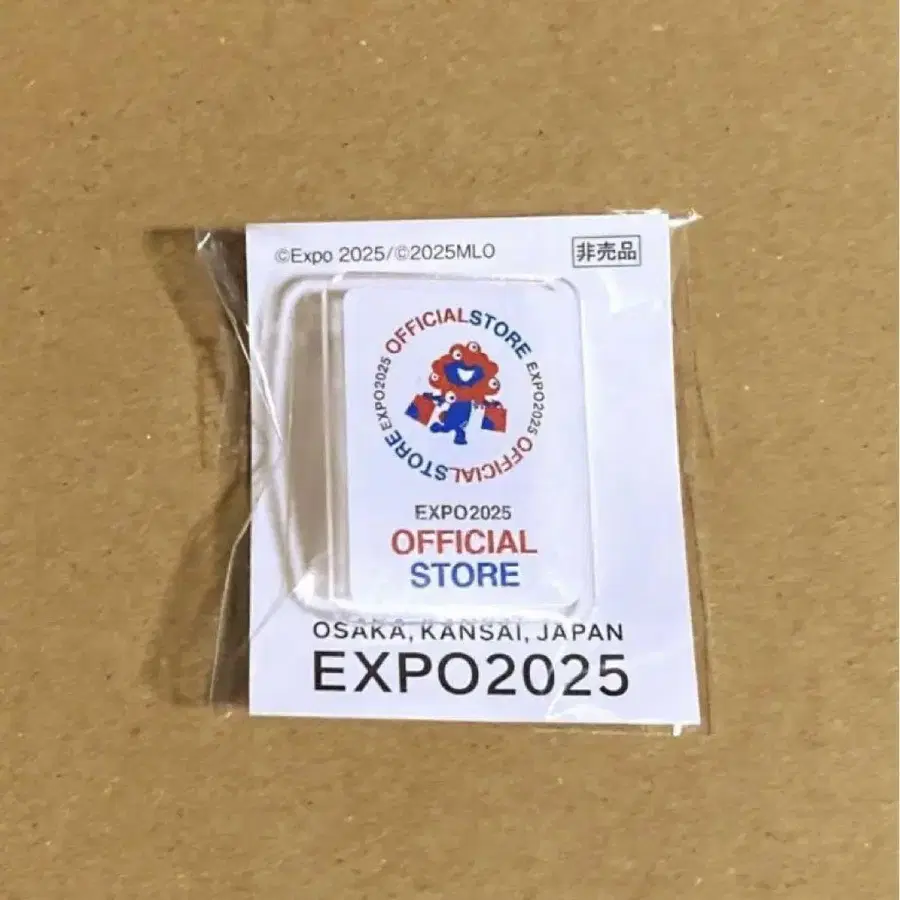 ©Expo 2025/©2025MLO
非売品
OFFICIALSTORE EXPO2025 OFFICIALSTORE EXPO2025
EXPO2025
OFFICIAL
STORE
OSAKA, KANSAI, JAPAN
EXPO2025